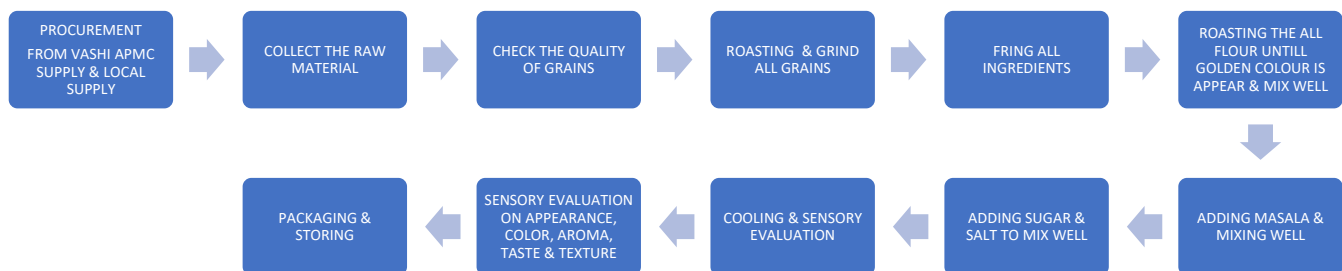 PROCUREMENT
FROM VASHI APMC
SUPPLY & LOCAL
SUPPLY
COLLECT THE RAW
MATERIAL
CHECK THE QUALITY
OF GRAINS
ROASTING & GRIND
ALL GRAINS
FRING ALL
INGREDIENTS
ROASTING THE ALL
FLOUR UNTILL
GOLDEN COLOUR IS
APPEAR & MIX WELL
ADDING MASALA &
MIXING WELL
ADDING SUGAR &
SALT TO MIX WELL
COOLING & SENSORY
EVALUATION
SENSORY EVALUATION
ON APPEARANCE,
COLOR, AROMA,
TASTE & TEXTURE
PACKAGING &
STORING